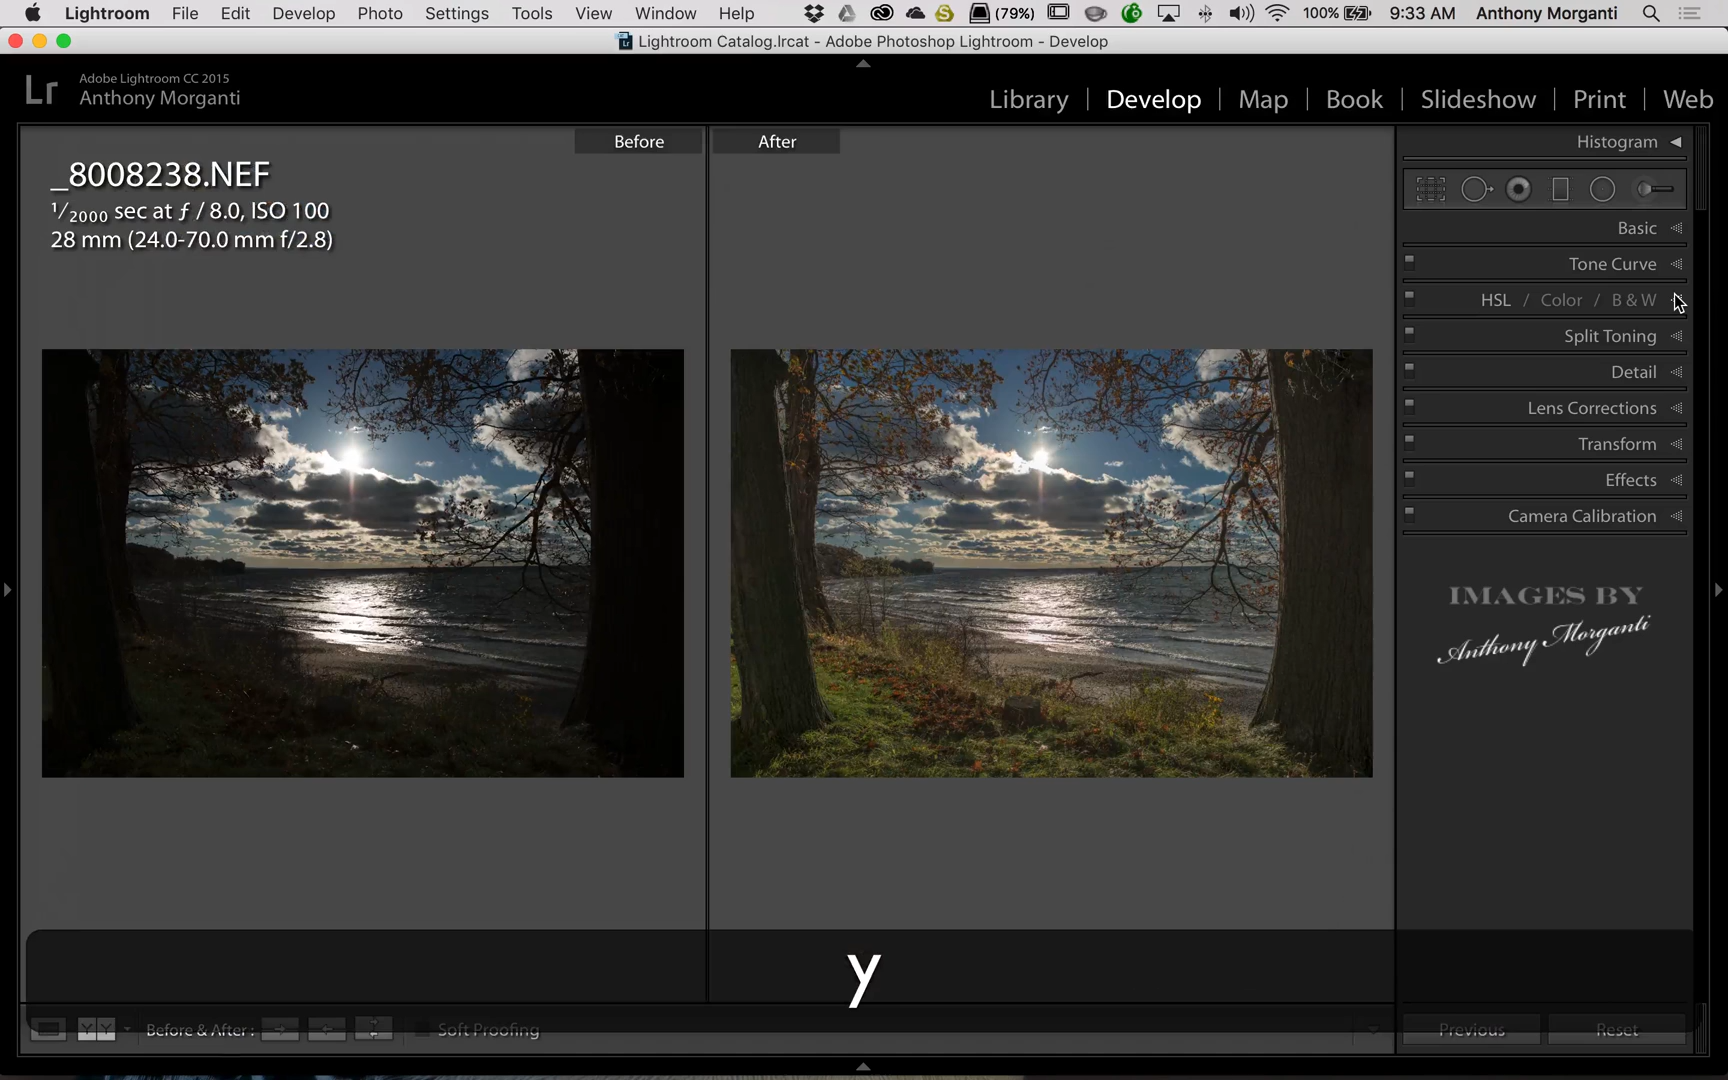 Lightroom File Edit Develop Photo Settings Tools View Window Help (79%) 100% 9:33 AM Anthony Morganti
Lightroom Catalog.lrcat - Adobe Photoshop Lightroom - Develop
Lr
Adobe Lightroom CC 2015
Anthony Morganti
Library | Develop | Map | Book | Slideshow | Print | Web
Before After
Histogram
_8008238.NEF
1/2000 sec at ƒ / 8.0, ISO 100
28 mm (24.0-70.0 mm f/2.8)
Basic
Tone Curve
HSL / Color / B & W
Split Toning
Detail
Lens Corrections
Transform
Effects
Camera Calibration
IMAGES BY
Anthony Morganti
y
YY Before & After : Soft Proofing
Previous Reset